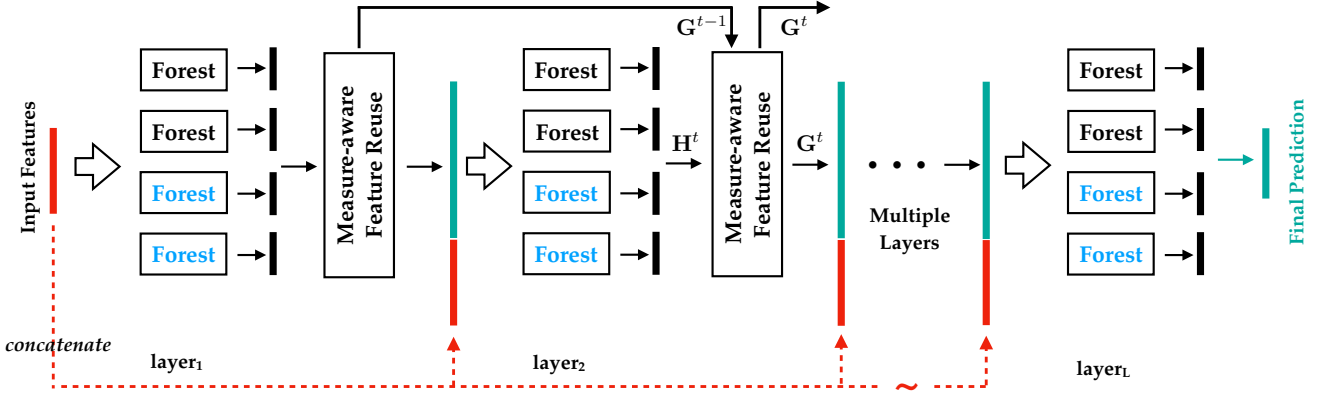 Input Features
concatenate
Forest
Forest
Forest
Forest
layer₁
Measure-aware
Feature Reuse
G^{t−1}
Forest
Forest
Forest
Forest
layer₂
H^t
Measure-aware
Feature Reuse
G^t
G^t
• • •
Multiple
Layers
~
Forest
Forest
Forest
Forest
layer_L
Final Prediction